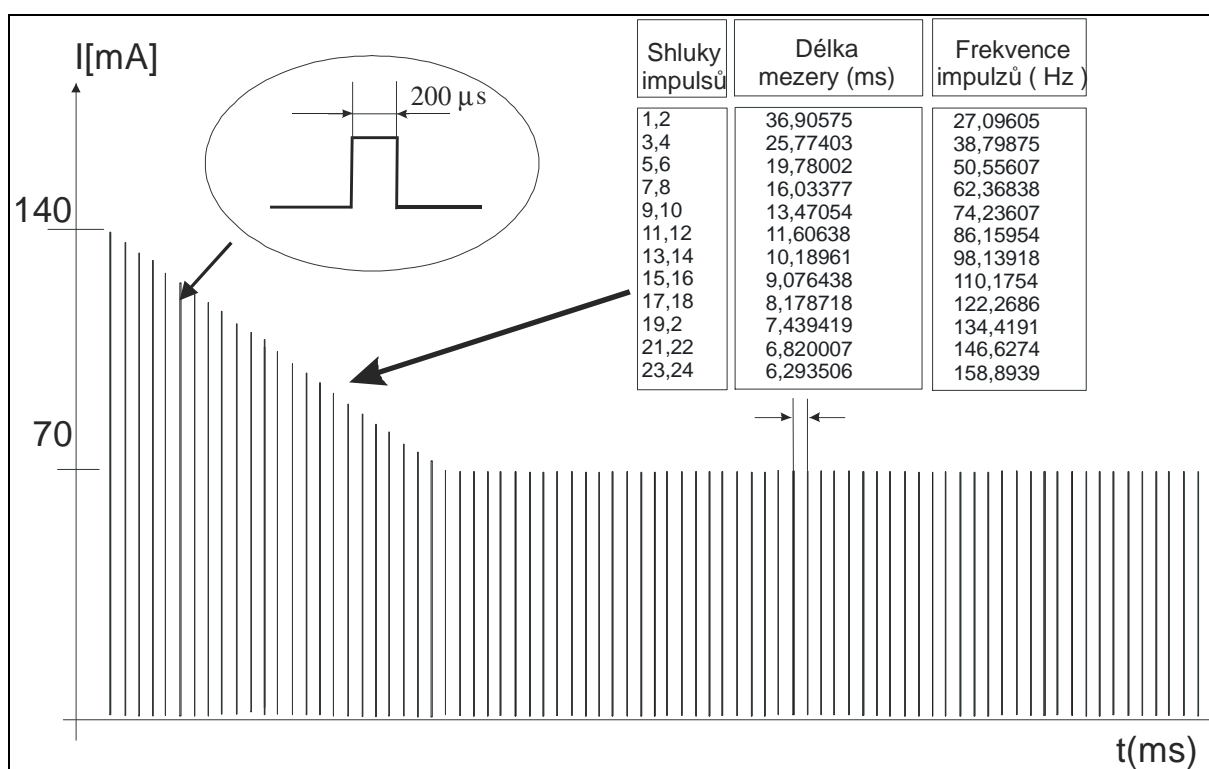 I[mA]
200 µs
140
70
Shluky
impulsů
Délka
mezery (ms)
Frekvence
impulzů ( Hz )
1,2 36,90575 27,09605
3,4 25,77403 38,79875
5,6 19,78002 50,55607
7,8 16,03377 62,36838
9,10 13,47054 74,23607
11,12 11,60638 86,15954
13,14 10,18961 98,13918
15,16 9,076438 110,1754
17,18 8,178718 122,2686
19,2 7,439419 134,4191
21,22 6,820007 146,6274
23,24 6,293506 158,8939
t(ms)